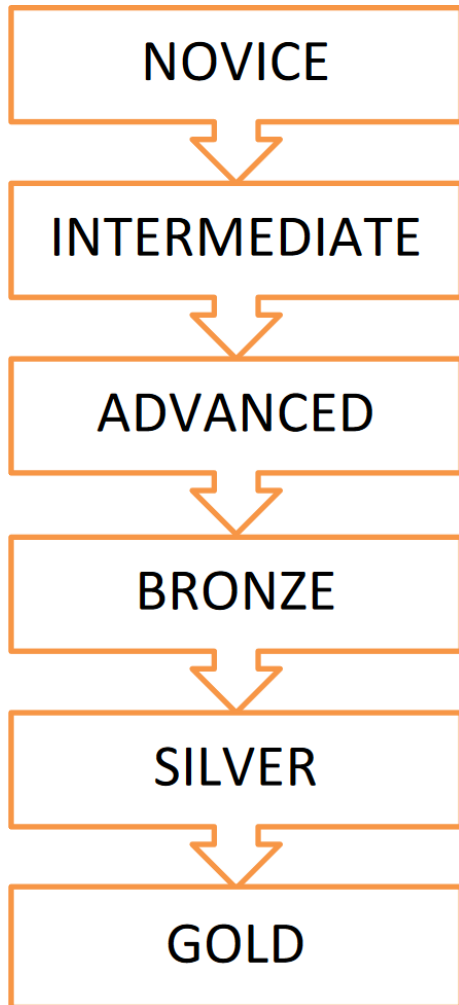 NOVICE
INTERMEDIATE
ADVANCED
BRONZE
SILVER
GOLD